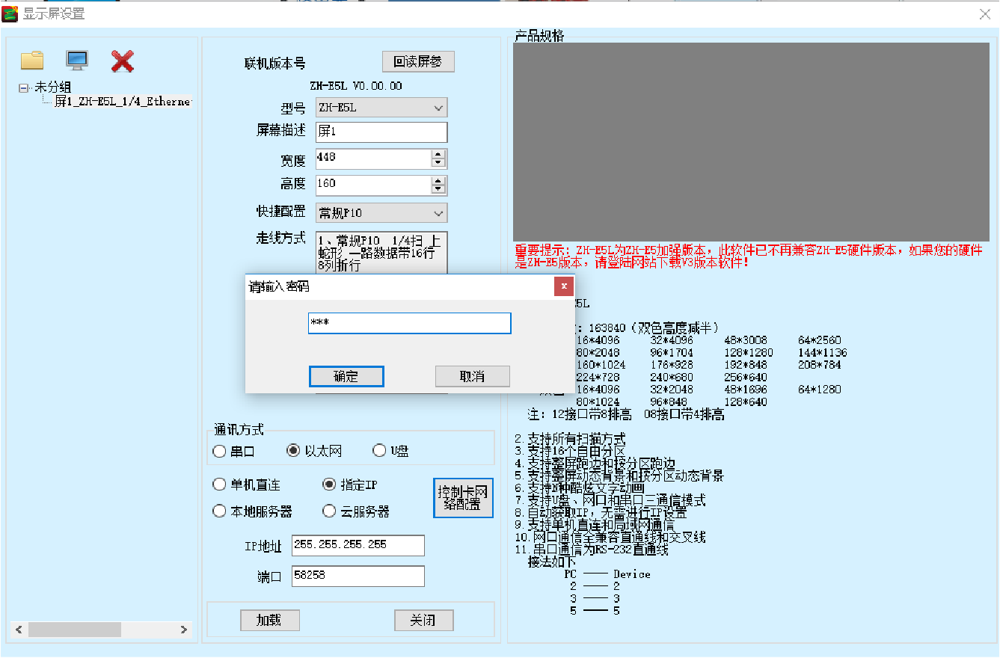 显示屏设置
未分组
屏1_ZH-E5L_1/4_Etherne
联机版本号
回读屏参
ZH-E5L V0.00.00
型号
ZH-E5L
屏幕描述
屏1
宽度
448
高度
160
快捷配置
常规P10
走线方式
1、常规P10 1/4扫 上
蛇形 一路数据带16行
8列折行
请输入密码
x
***
确定
取消
通讯方式
串口
以太网
U盘
单机直连
指定IP
本地服务器
云服务器
控制卡网
络配置
IP地址
255.255.255.255
端口
58258
加载
关闭
产品规格
重要提示：ZH-E5L为ZH-E5加强版本，此软件已不再兼容ZH-E5硬件版本，如果您的硬件
是ZH-E5版本，请登陆网站下载V3版本软件！
5L
：163840（双色高度减半）
16*4096 32*4096 48*3008 64*2560
80*2048 96*1704 128*1280 144*1136
160*1024 176*928 192*848 208*784
224*728 240*680 256*640
16*4096 32*2048 48*1696 64*1280
80*1024 96*848 128*640
注：12接口带8排高 08接口带4排高
2.支持所有扫描方式
3.支持16个自由分区
4.支持整屏跑边和按分区跑边
5.支持整屏动态背景和按分区动态背景
6.支持N种酷炫文字动画
7.支持U盘、网口和串口三通信模式
8.自动获取IP，无需进行IP设置
9.支持单机直连和局域网通信
10.网口通信全兼容直通线和交叉线
11.串口通信为RS-232直通线
接法如下
PC —— Device
2 —— 2
3 —— 3
5 —— 5